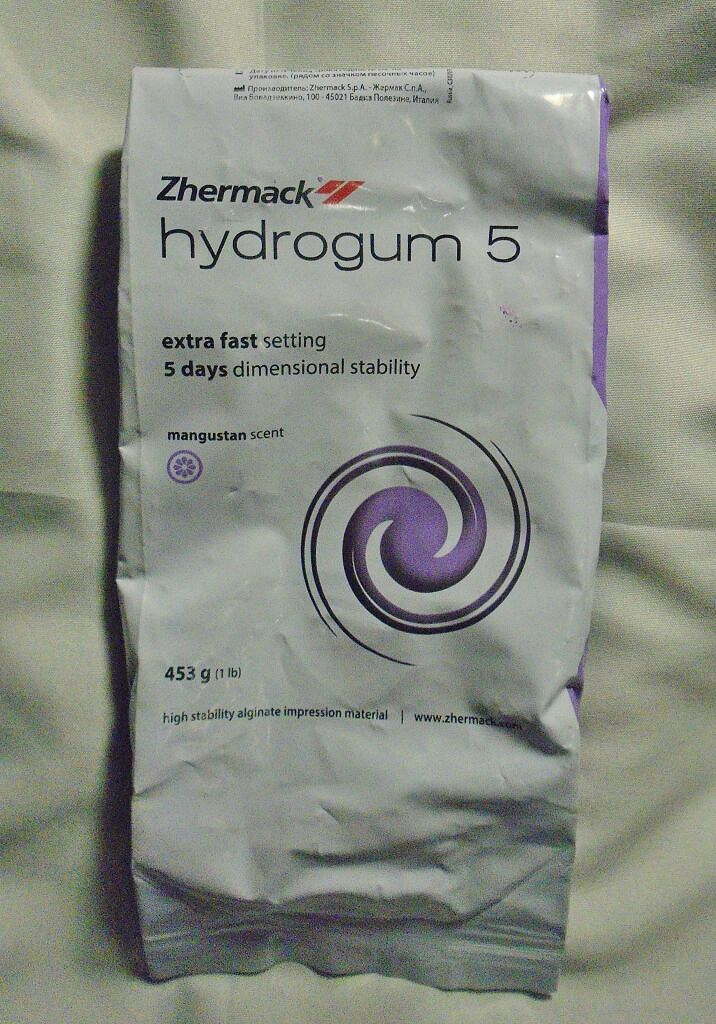 упаковке. (рядом со значком песочных часов)
Производитель: Zhermack S.p.A. - Жермак С.п.А.,
Виа Бовадзеккино, 100 - 45021 Бадиа Полезине, Италия
Zhermack
hydrogum 5
extra fast setting
5 days dimensional stability
mangustan scent
453 g (1 lb)
high stability alginate impression material | www.zhermack.com